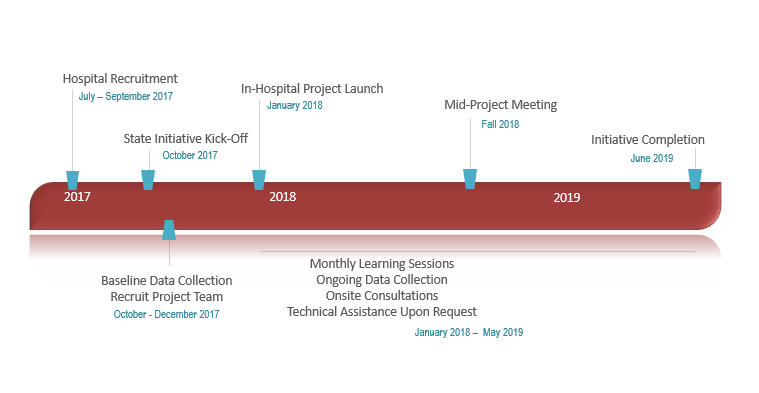 Hospital Recruitment
July – September 2017
In-Hospital Project Launch
January 2018
Mid-Project Meeting
Fall 2018
State Initiative Kick-Off
October 2017
Initiative Completion
June 2019
2017
2018
2019
Baseline Data Collection
Recruit Project Team
October - December 2017
Monthly Learning Sessions
Ongoing Data Collection
Onsite Consultations
Technical Assistance Upon Request
January 2018 – May 2019